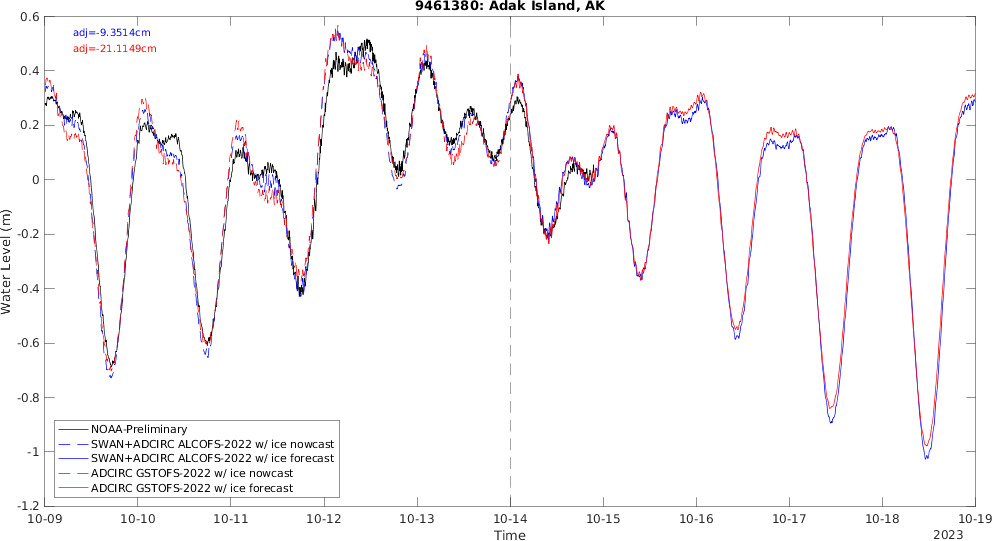 9461380: Adak Island, AK
adj=-9.3514cm
adj=-21.1149cm
0.6
0.4
0.2
0
-0.2
-0.4
-0.6
-0.8
-1
-1.2
Water Level (m)
NOAA-Preliminary
SWAN+ADCIRC ALCOFS-2022 w/ ice nowcast
SWAN+ADCIRC ALCOFS-2022 w/ ice forecast
ADCIRC GSTOFS-2022 w/ ice nowcast
ADCIRC GSTOFS-2022 w/ ice forecast
10-09 10-10 10-11 10-12 10-13 10-14 10-15 10-16 10-17 10-18 10-19
Time
2023